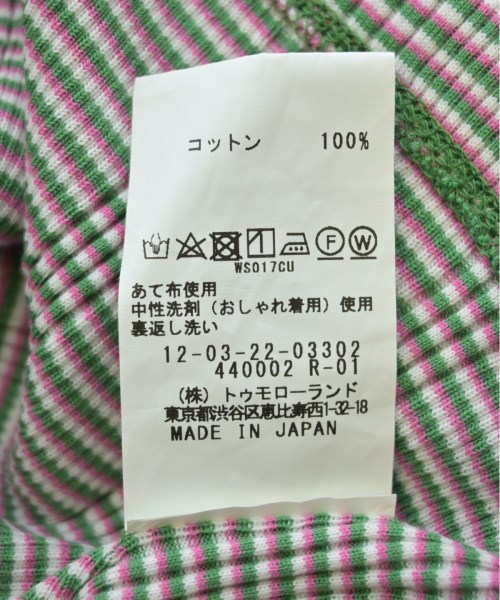 コットン 100%
F W
WS017CU
あて布使用
中性洗剤（おしゃれ着用）使用
裏返し洗い
12-03-22-03302
440002 R-01
（株）トゥモローランド
東京都渋谷区恵比寿西1-32-18
MADE IN JAPAN